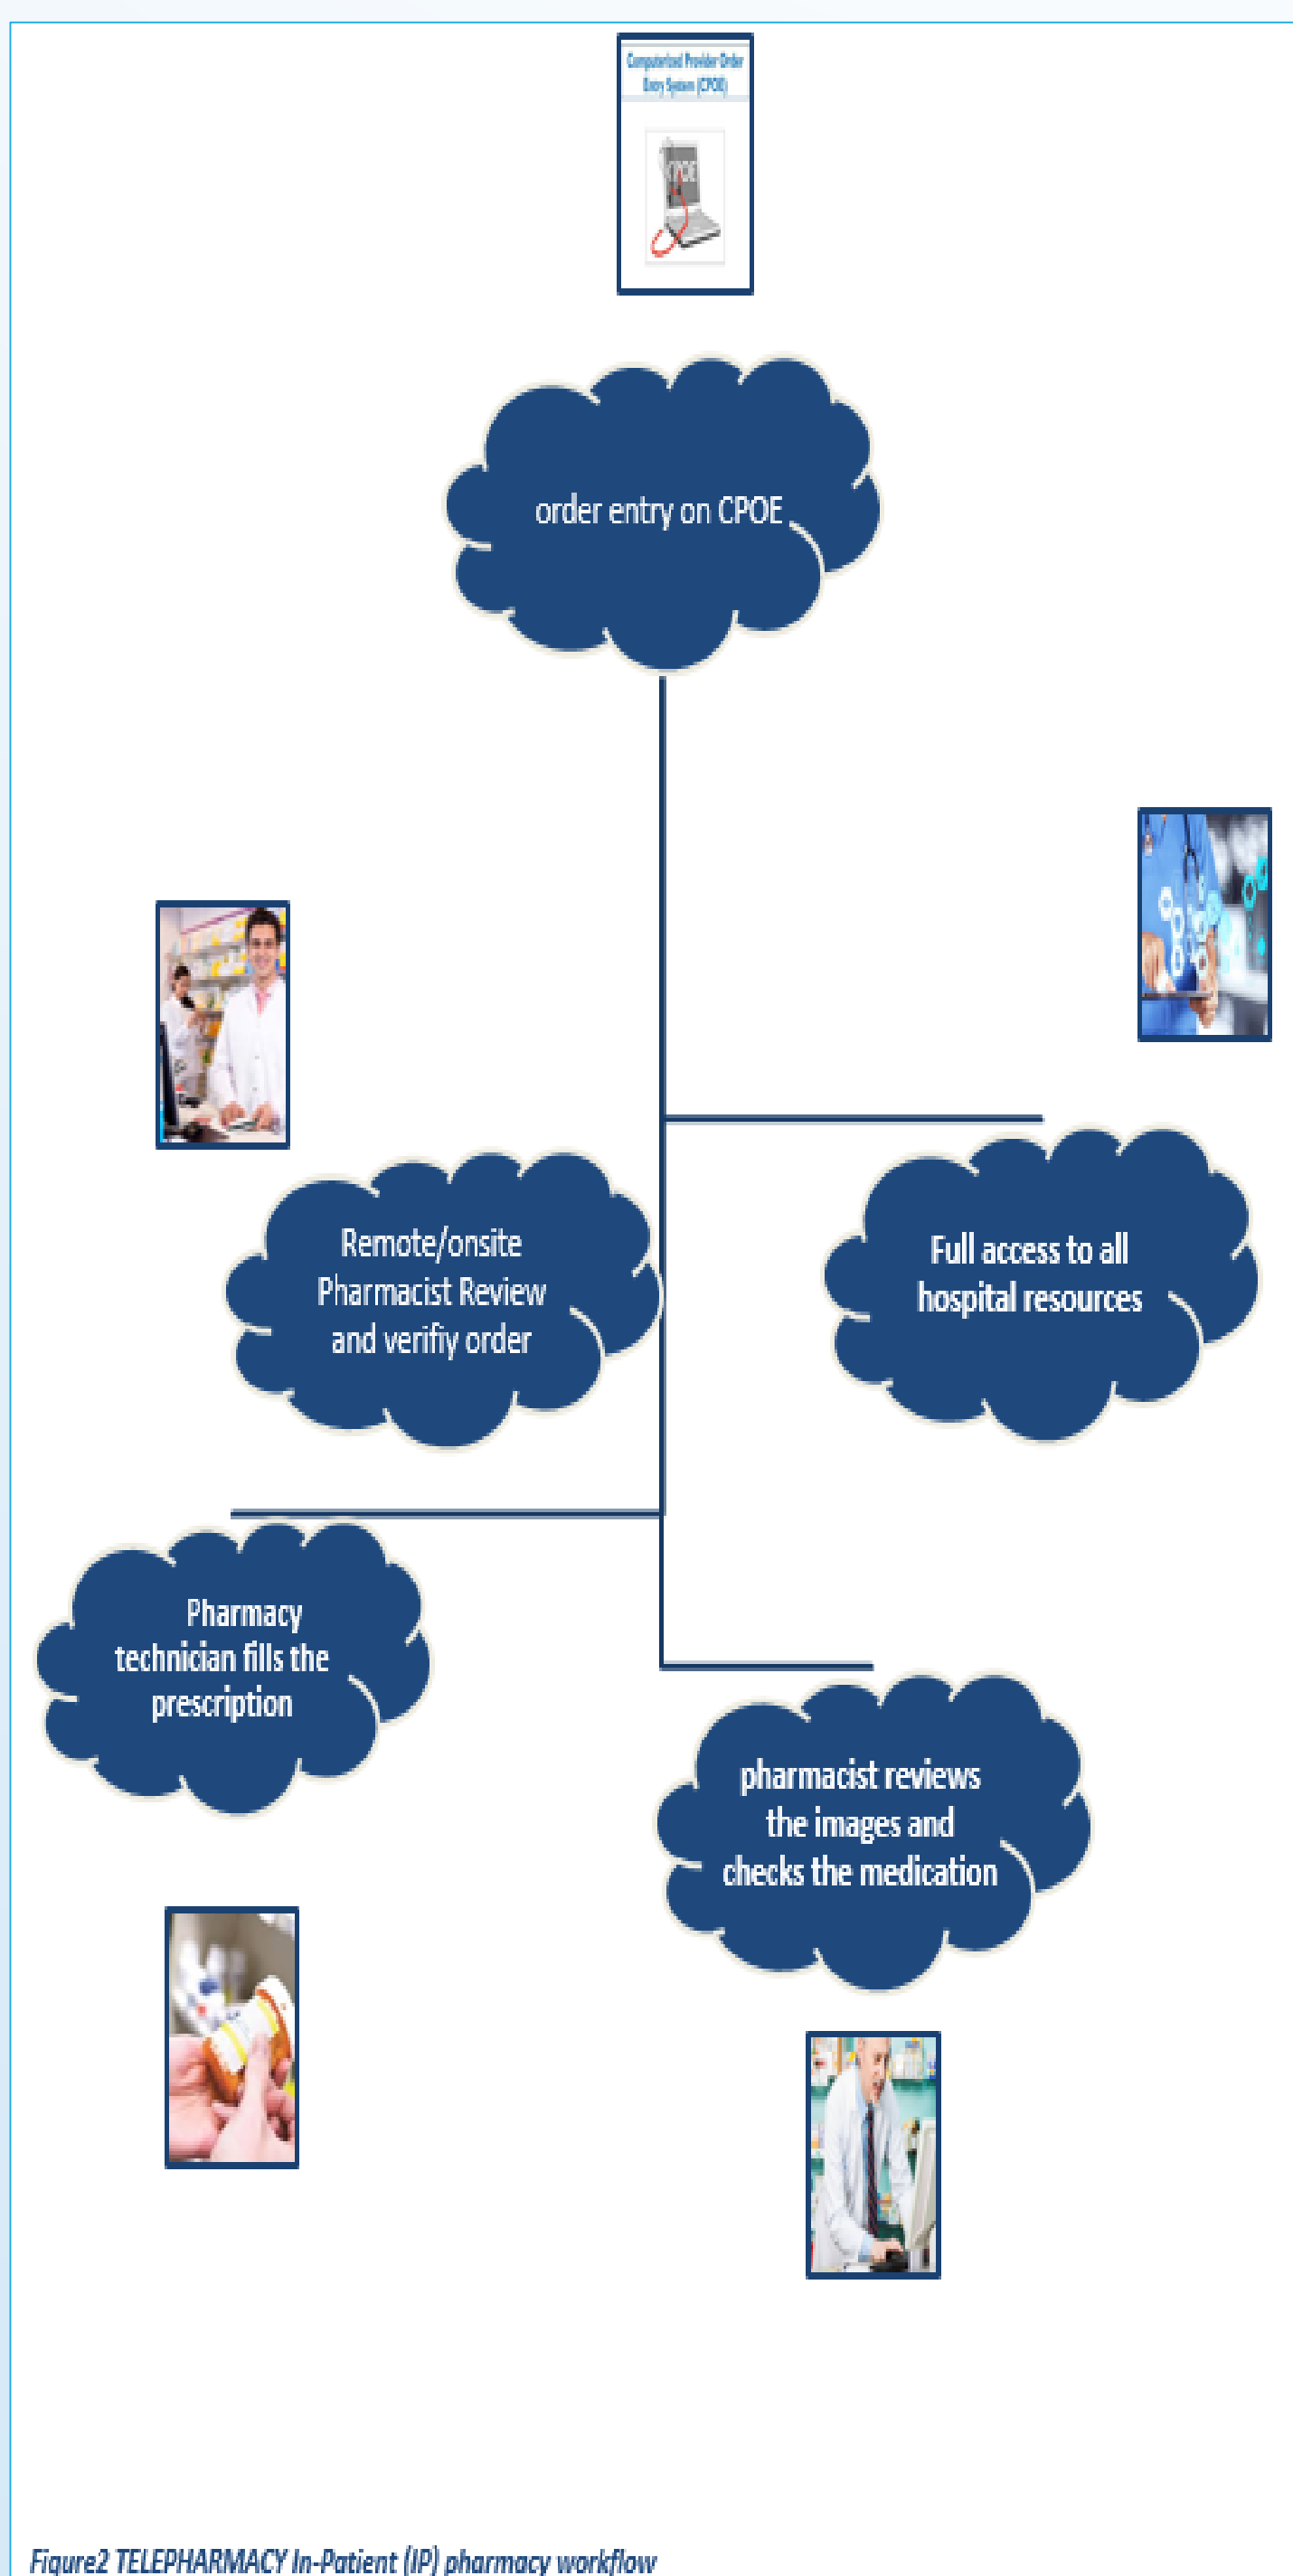 Computerized Provider Order
Entry System (CPOE)
CPOE
order entry on CPOE
Remote/onsite
Pharmacist Review
and verifiy order
Full access to all
hospital resources
Pharmacy
technician fills the
prescription
pharmacist reviews
the images and
checks the medication
Figure2 TELEPHARMACY In-Patient (IP) pharmacy workflow